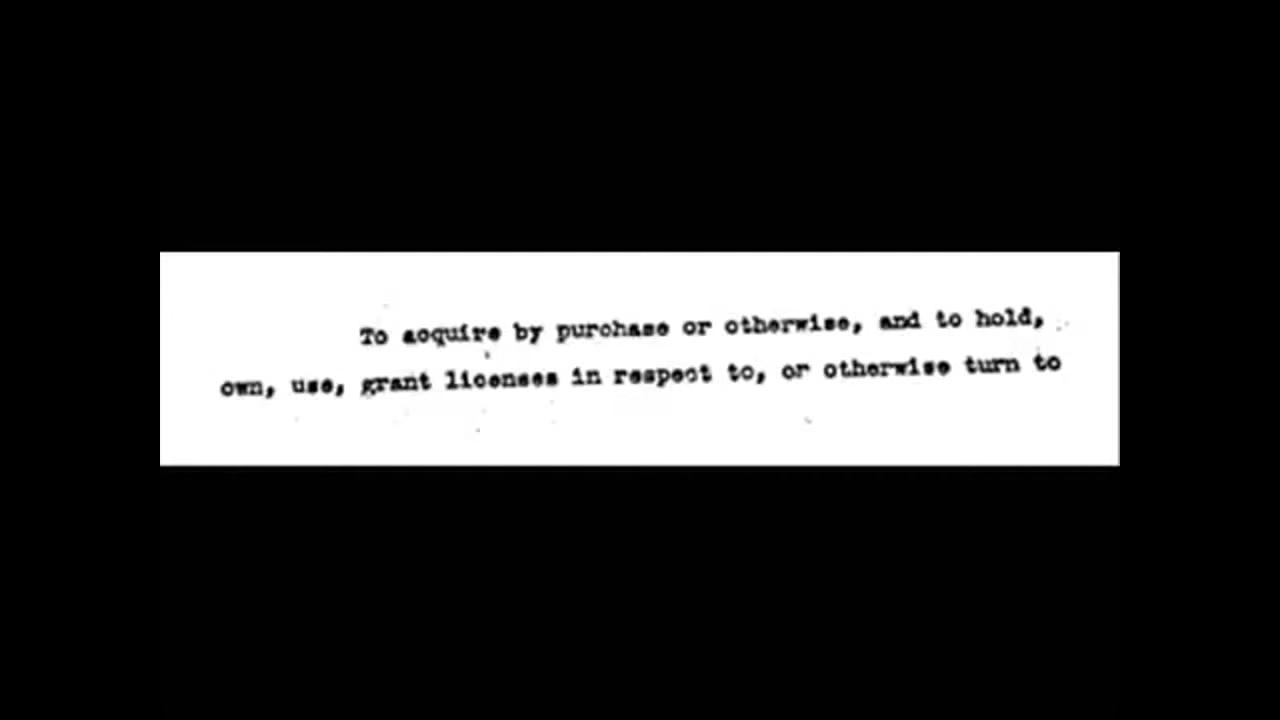 To acquire by purchase or otherwise, and to hold,
own, use, grant licenses in respect to, or otherwise turn to